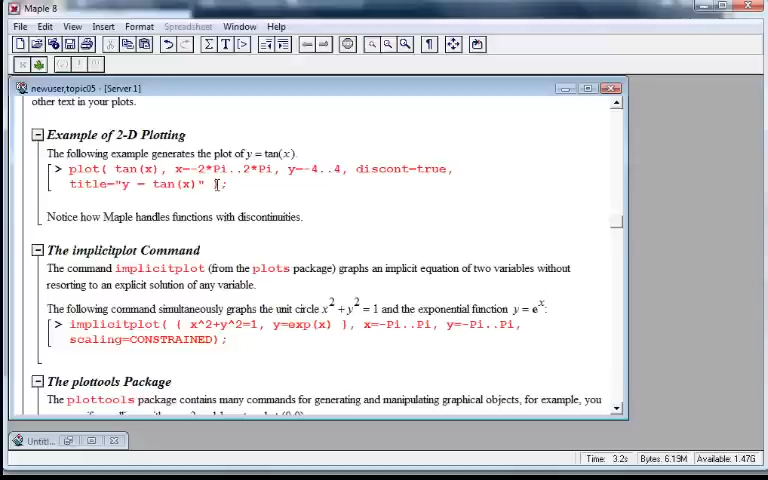 Maple 8
File Edit View Insert Format Spreadsheet Window Help
newuser,topic05 - [Server 1]
other text in your plots.
Example of 2-D Plotting
The following example generates the plot of y = tan(x).
> plot( tan(x), x=-2*Pi..2*Pi, y=-4..4, discont=true,
title="y = tan(x)" );
Notice how Maple handles functions with discontinuities.
The implicitplot Command
The command implicitplot (from the plots package) graphs an implicit equation of two variables without
resorting to an explicit solution of any variable.
The following command simultaneously graphs the unit circle x² + y² = 1 and the exponential function y = eˣ:
> implicitplot( { x^2+y^2=1, y=exp(x) }, x=-Pi..Pi, y=-Pi..Pi,
scaling=CONSTRAINED);
The plottools Package
The plottools package contains many commands for generating and manipulating graphical objects, for example, you
Untitl...
Time: 3.2s Bytes: 6.19M Available: 1.47G